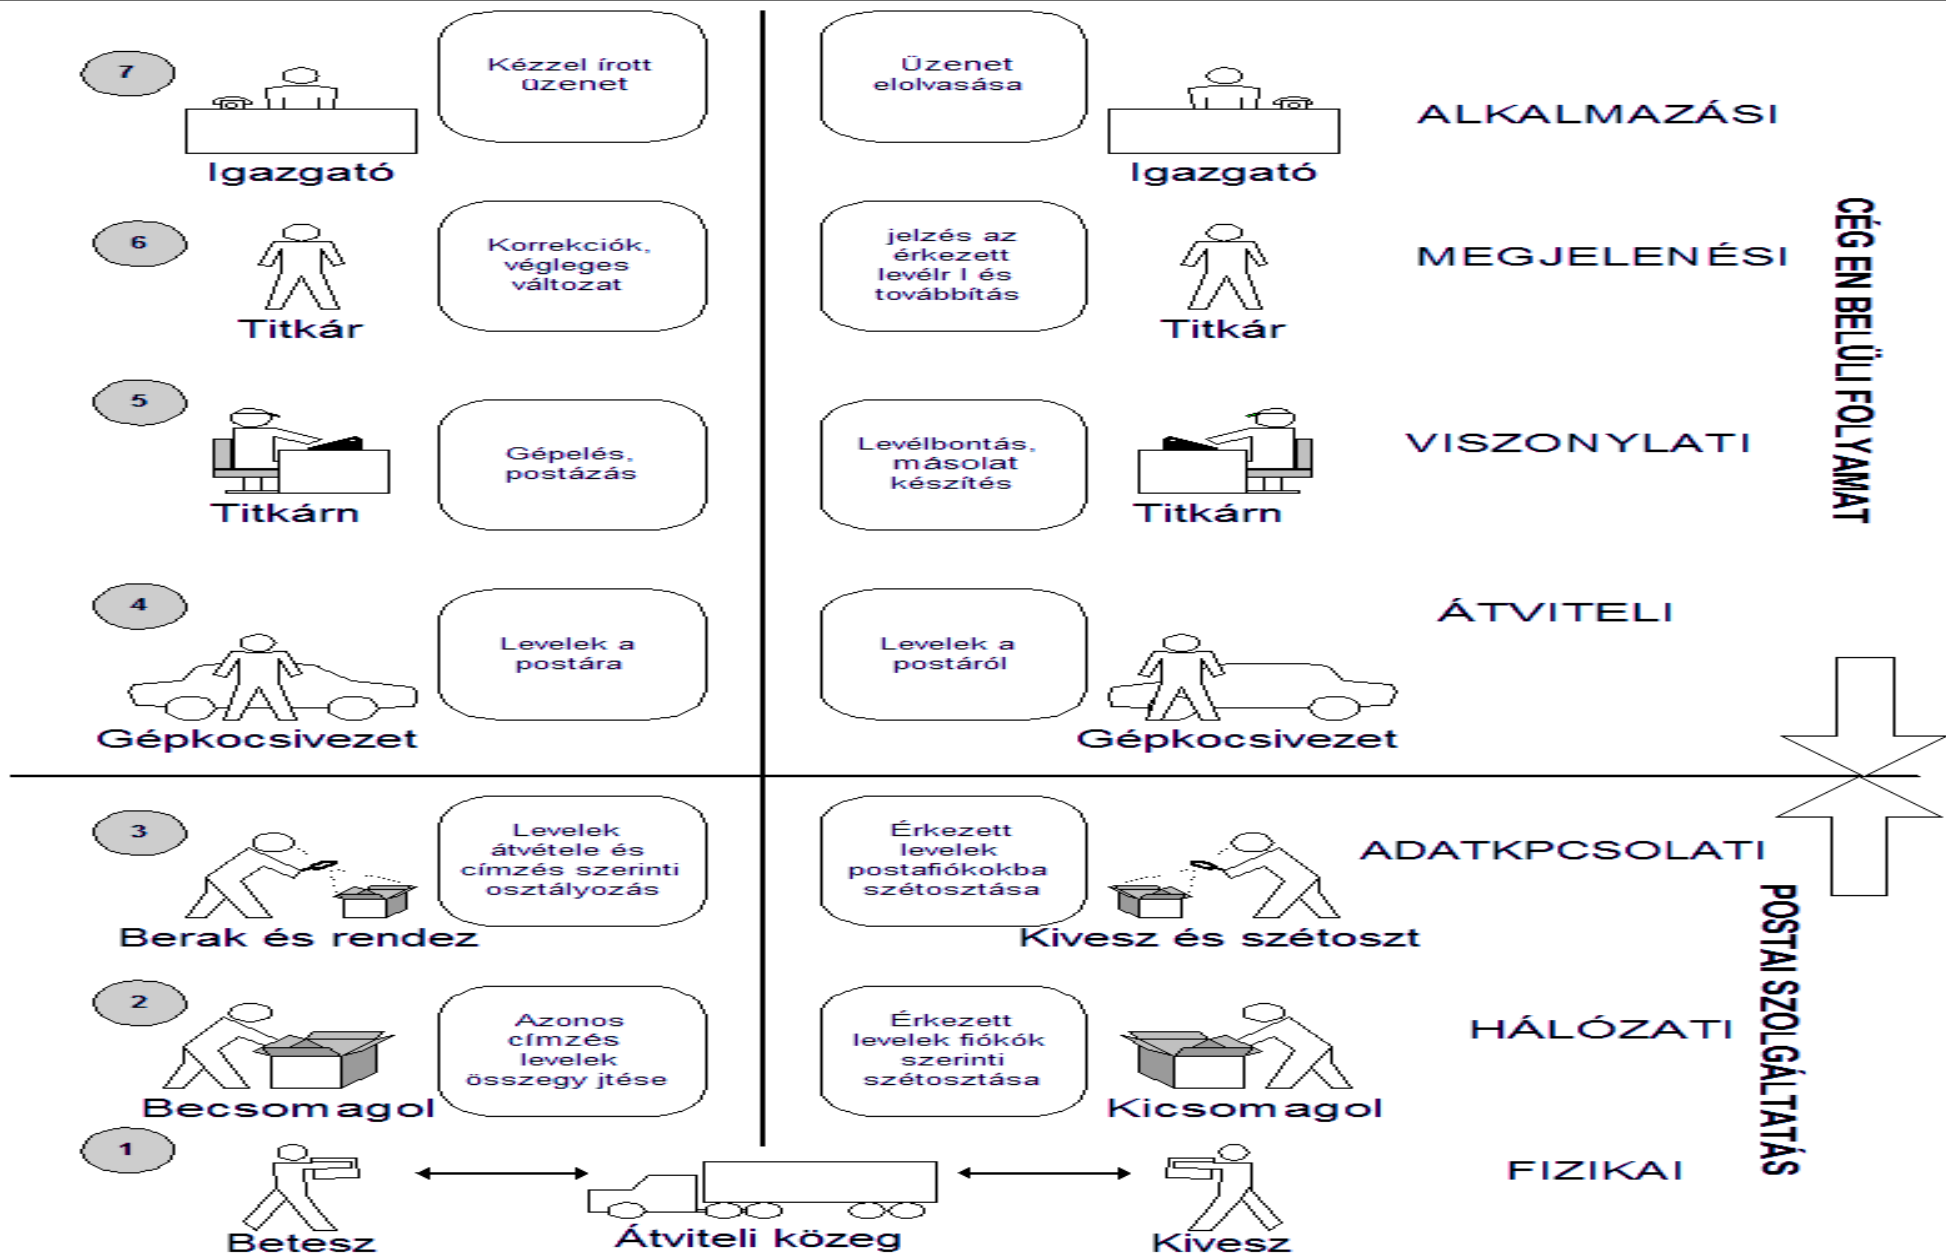 7
Kézzel írott
üzenet
Üzenet
elolvasása
Igazgató
Igazgató
ALKALMAZÁSI
6
Korrekciók,
végleges
változat
jelzés az
érkezett
levélr l és
továbbítás
Titkár
Titkár
MEGJELENÉSI
CÉG EN BELÜLI FOLYAMAT
5
Gépelés,
postázás
Levélbontás,
másolat
készítés
Titkárn
Titkárn
VISZONYLATI
4
Levelek a
postára
Levelek a
postáról
Gépkocsivezet
Gépkocsivezet
ÁTVITELI
3
Levelek
átvétele és
címzés szerinti
osztályozás
Érkezett
levelek
postafiókokba
szétosztása
Berak és rendez
Kivesz és szétoszt
ADATKPCSOLATI
POSTAI SZOLGÁLTATÁS
2
Azonos
címzés
levelek
összegy jtése
Érkezett
levelek fiókók
szerinti
szétosztása
Becsomagol
Kicsomagol
HÁLÓZATI
1
Betesz
Átviteli közeg
Kivesz
FIZIKAI